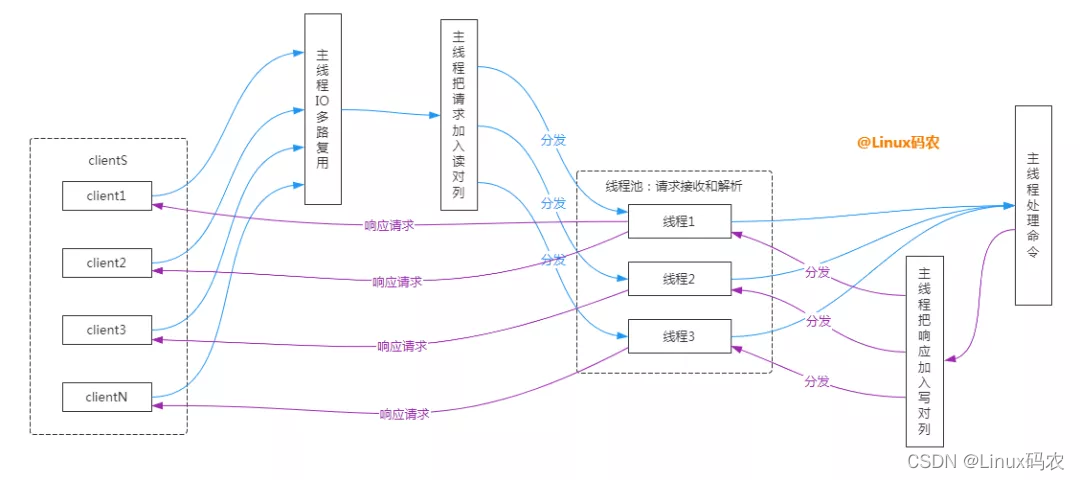 clientS
client1
client2
client3
clientN
主线程IO多路复用
主线程把请求加入读对列
分发
分发
分发
线程池：请求接收和解析
线程1
线程2
线程3
响应请求
响应请求
响应请求
响应请求
分发
分发
分发
@Linux码农
主线程处理命令
主线程把响应加入写对列
CSDN @Linux码农